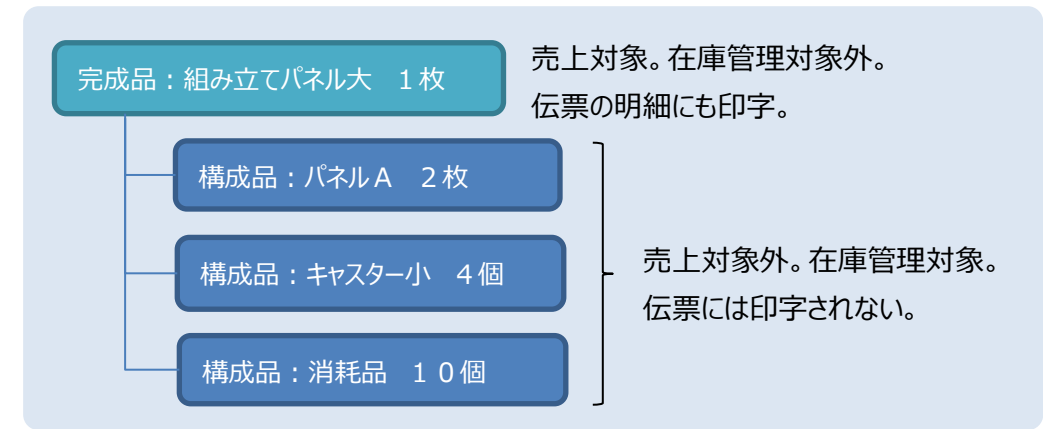 完成品：組み立てパネル大　１枚
売上対象。在庫管理対象外。
伝票の明細にも印字。
構成品：パネルＡ　２枚
構成品：キャスター小　４個
売上対象外。在庫管理対象。
伝票には印字されない。
構成品：消耗品　１０個